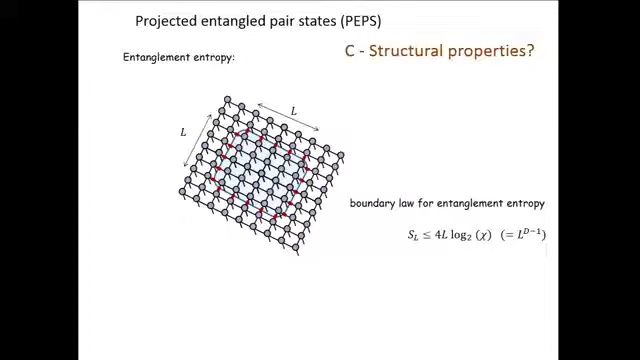 Projected entangled pair states (PEPS)
C - Structural properties?
Entanglement entropy:
L
L
boundary law for entanglement entropy
S_L ≤ 4L log₂ (χ) (= L^{D−1})